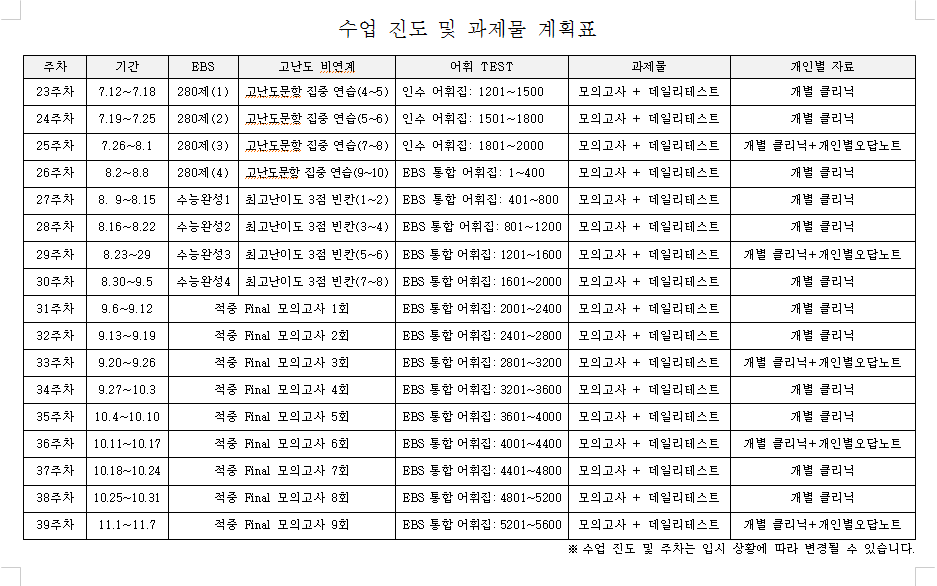 수업 진도 및 과제물 계획표
주차 기간 EBS 고난도 비연계 어휘 TEST 과제물 개인별 자료
23주차 7.12~7.18 280제(1) 고난도문항 집중 연습(4~5) 인수 어휘집: 1201~1500 모의고사 + 데일리테스트 개별 클리닉
24주차 7.19~7.25 280제(2) 고난도문항 집중 연습(5~6) 인수 어휘집: 1501~1800 모의고사 + 데일리테스트 개별 클리닉
25주차 7.26~8.1 280제(3) 고난도문항 집중 연습(7~8) 인수 어휘집: 1801~2000 모의고사 + 데일리테스트 개별 클리닉+개인별오답노트
26주차 8.2~8.8 280제(4) 고난도문항 집중 연습(9~10) EBS 통합 어휘집: 1~400 모의고사 + 데일리테스트 개별 클리닉
27주차 8. 9~8.15 수능완성1 최고난이도 3점 빈칸(1~2) EBS 통합 어휘집: 401~800 모의고사 + 데일리테스트 개별 클리닉
28주차 8.16~8.22 수능완성2 최고난이도 3점 빈칸(3~4) EBS 통합 어휘집: 801~1200 모의고사 + 데일리테스트 개별 클리닉
29주차 8.23~29 수능완성3 최고난이도 3점 빈칸(5~6) EBS 통합 어휘집: 1201~1600 모의고사 + 데일리테스트 개별 클리닉+개인별오답노트
30주차 8.30~9.5 수능완성4 최고난이도 3점 빈칸(7~8) EBS 통합 어휘집: 1601~2000 모의고사 + 데일리테스트 개별 클리닉
31주차 9.6~9.12 적중 Final 모의고사 1회 EBS 통합 어휘집: 2001~2400 모의고사 + 데일리테스트 개별 클리닉
32주차 9.13~9.19 적중 Final 모의고사 2회 EBS 통합 어휘집: 2401~2800 모의고사 + 데일리테스트 개별 클리닉
33주차 9.20~9.26 적중 Final 모의고사 3회 EBS 통합 어휘집: 2801~3200 모의고사 + 데일리테스트 개별 클리닉+개인별오답노트
34주차 9.27~10.3 적중 Final 모의고사 4회 EBS 통합 어휘집: 3201~3600 모의고사 + 데일리테스트 개별 클리닉
35주차 10.4~10.10 적중 Final 모의고사 5회 EBS 통합 어휘집: 3601~4000 모의고사 + 데일리테스트 개별 클리닉
36주차 10.11~10.17 적중 Final 모의고사 6회 EBS 통합 어휘집: 4001~4400 모의고사 + 데일리테스트 개별 클리닉+개인별오답노트
37주차 10.18~10.24 적중 Final 모의고사 7회 EBS 통합 어휘집: 4401~4800 모의고사 + 데일리테스트 개별 클리닉
38주차 10.25~10.31 적중 Final 모의고사 8회 EBS 통합 어휘집: 4801~5200 모의고사 + 데일리테스트 개별 클리닉
39주차 11.1~11.7 적중 Final 모의고사 9회 EBS 통합 어휘집: 5201~5600 모의고사 + 데일리테스트 개별 클리닉+개인별오답노트
※ 수업 진도 및 주차는 입시 상황에 따라 변경될 수 있습니다.